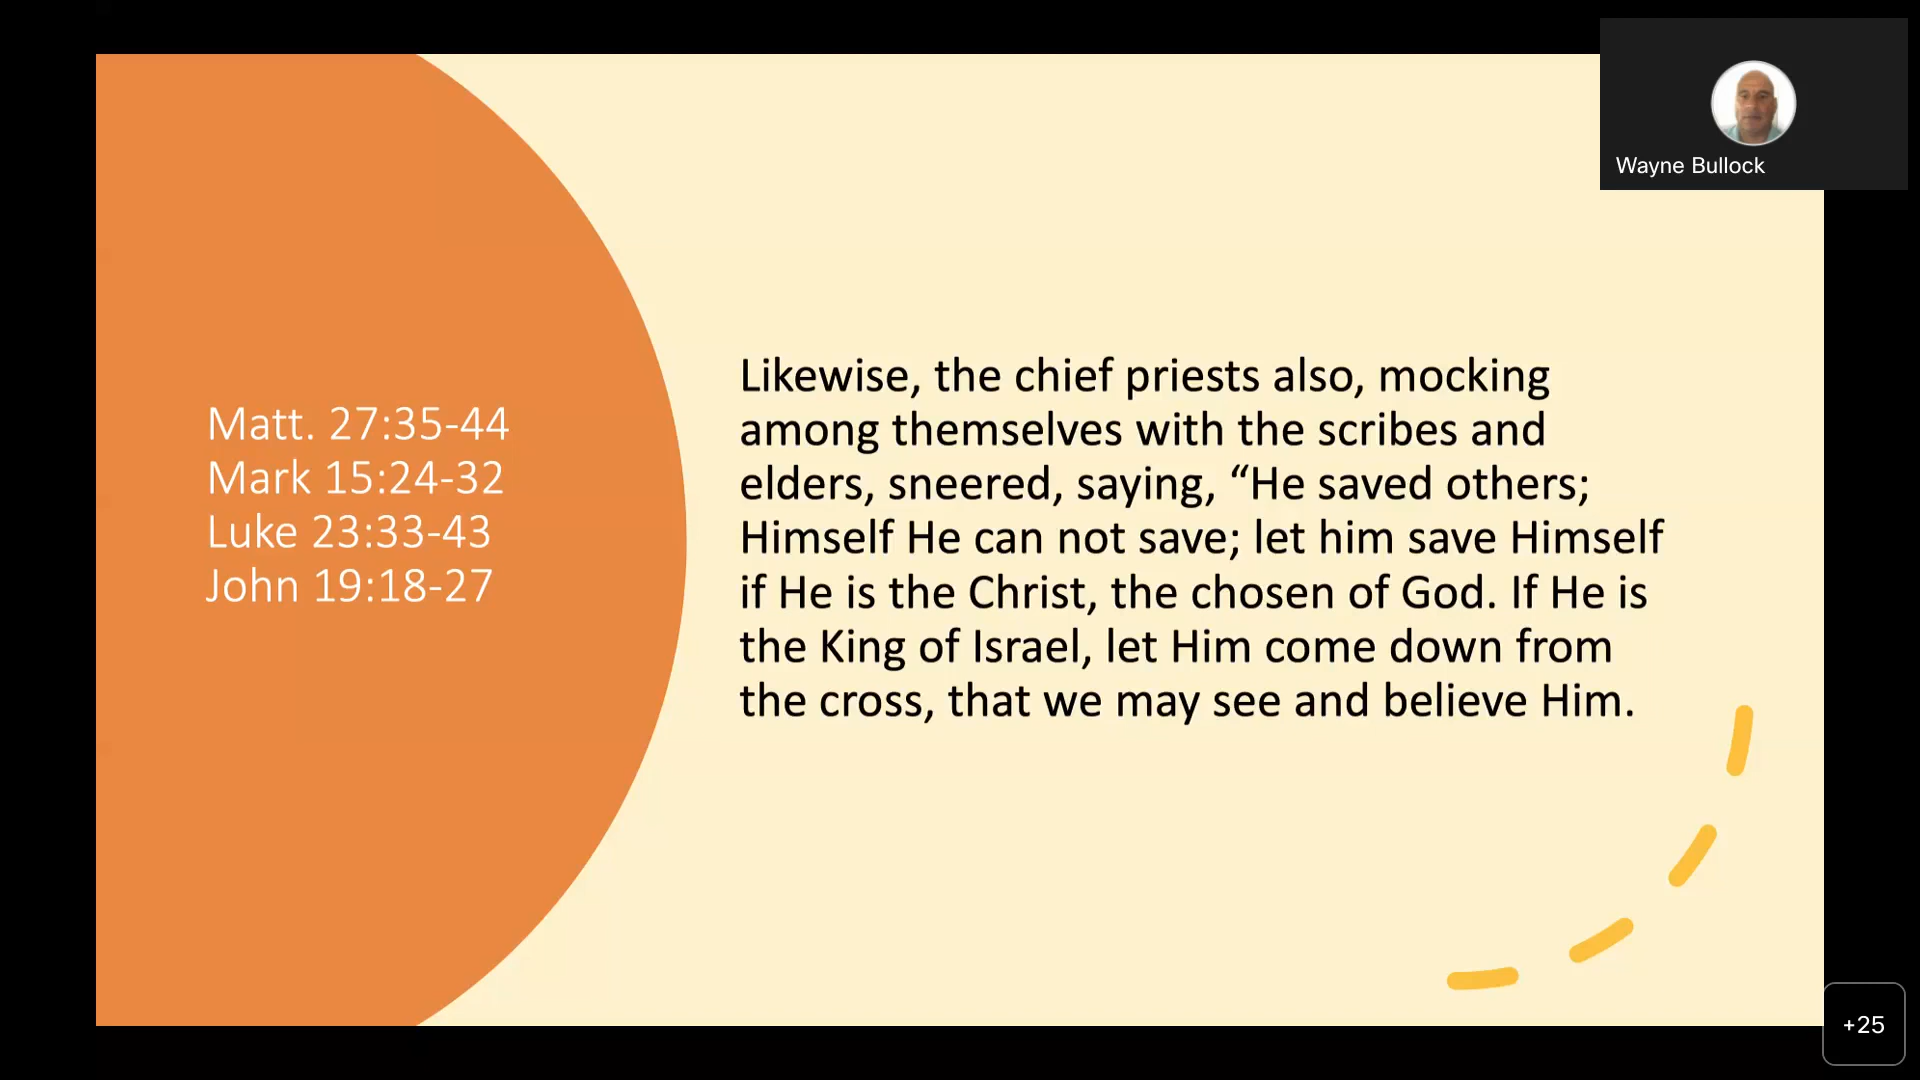 Wayne Bullock
Matt. 27:35-44
Mark 15:24-32
Luke 23:33-43
John 19:18-27
Likewise, the chief priests also, mocking
among themselves with the scribes and
elders, sneered, saying, “He saved others;
Himself He can not save; let him save Himself
if He is the Christ, the chosen of God. If He is
the King of Israel, let Him come down from
the cross, that we may see and believe Him.
+25